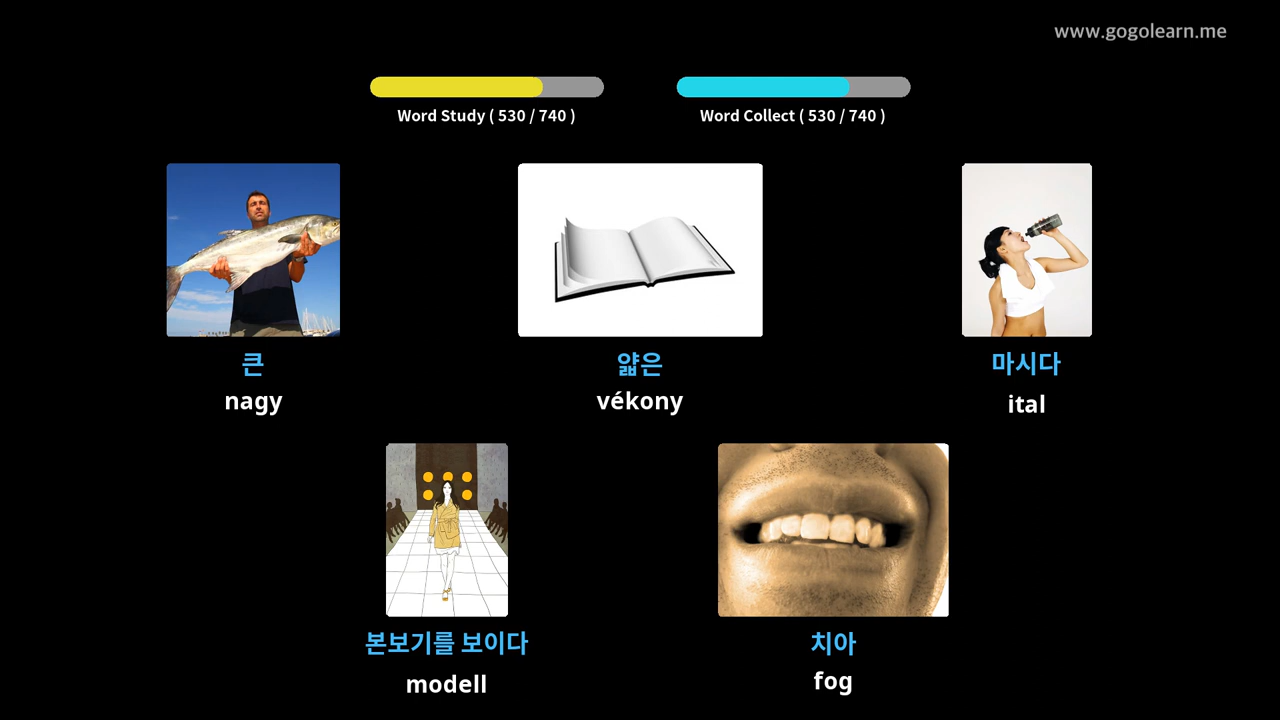 www.gogolearn.me
Word Study ( 530 / 740 )
Word Collect ( 530 / 740 )
큰
nagy
얇은
vékony
마시다
ital
본보기를 보이다
modell
치아
fog